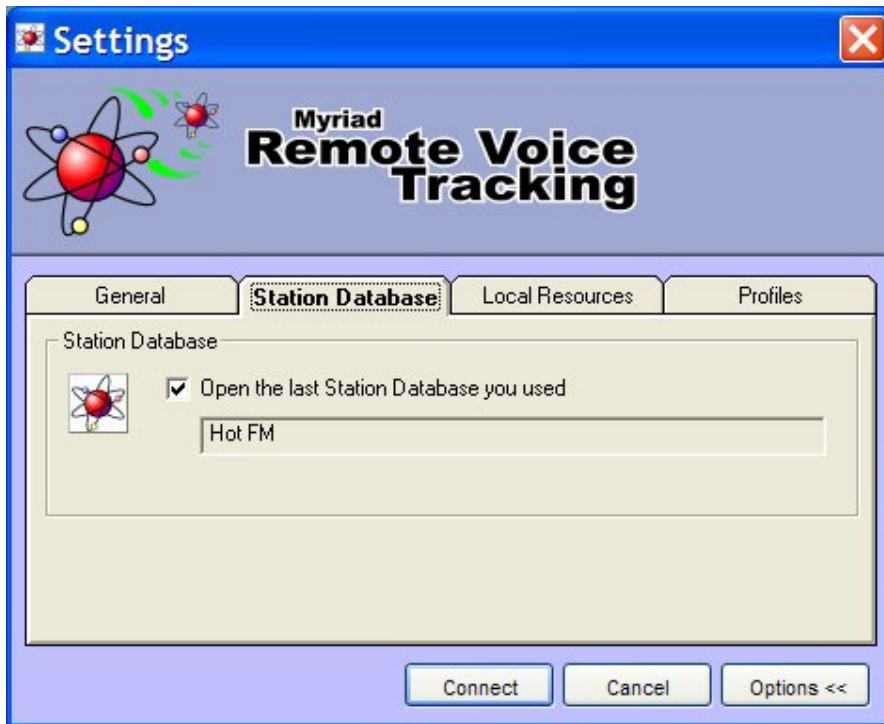 Settings
Myriad
Remote Voice
Tracking
General Station Database Local Resources Profiles
Station Database
Open the last Station Database you used
Hot FM
Connect Cancel Options <<